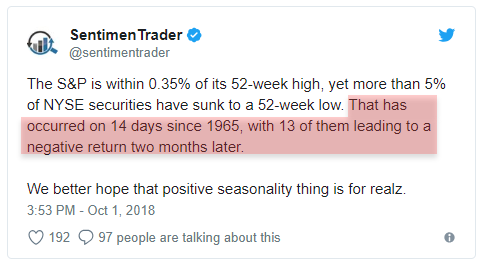 SentimenTrader
@sentimentrader
The S&P is within 0.35% of its 52-week high, yet more than 5%
of NYSE securities have sunk to a 52-week low. That has
occurred on 14 days since 1965, with 13 of them leading to a
negative return two months later.
We better hope that positive seasonality thing is for realz.
3:53 PM - Oct 1, 2018
192 97 people are talking about this